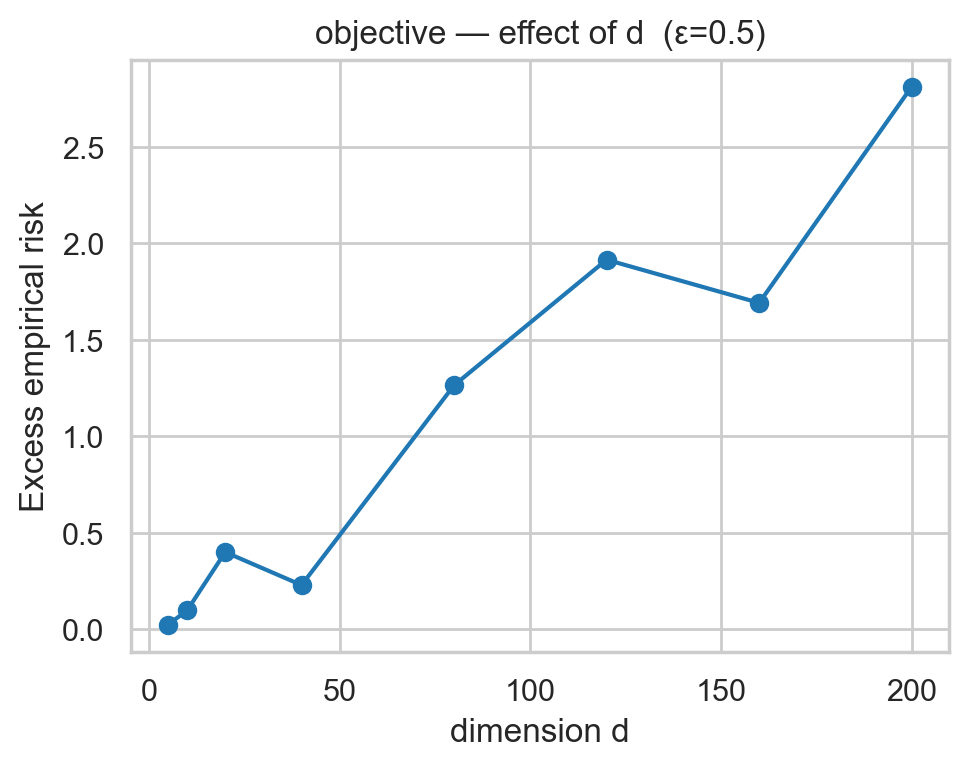 objective — effect of d  (ε=0.5)
Excess empirical risk
2.5
2.0
1.5
1.0
0.5
0.0
0 50 100 150 200
dimension d